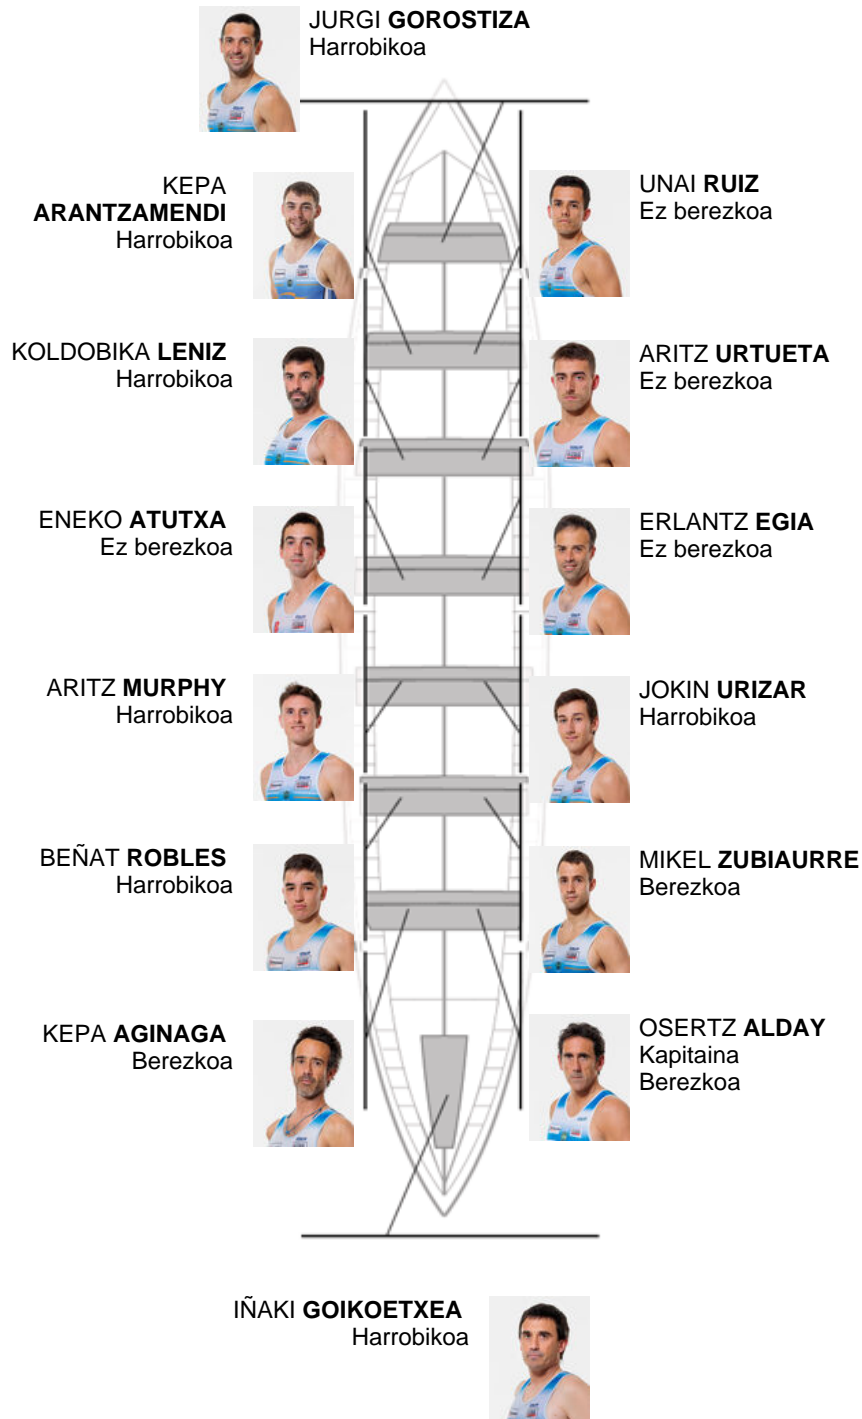 JURGI GOROSTIZA
Harrobikoa
KEPA
ARANTZAMENDI
Harrobikoa
UNAI RUIZ
Ez berezkoa
KOLDOBIKA LENIZ
Harrobikoa
ARITZ URTUETA
Ez berezkoa
ENEKO ATUTXA
Ez berezkoa
ERLANTZ EGIA
Ez berezkoa
ARITZ MURPHY
Harrobikoa
JOKIN URIZAR
Harrobikoa
BEÑAT ROBLES
Harrobikoa
MIKEL ZUBIAURRE
Berezkoa
KEPA AGINAGA
Berezkoa
OSERTZ ALDAY
Kapitaina
Berezkoa
IÑAKI GOIKOETXEA
Harrobikoa